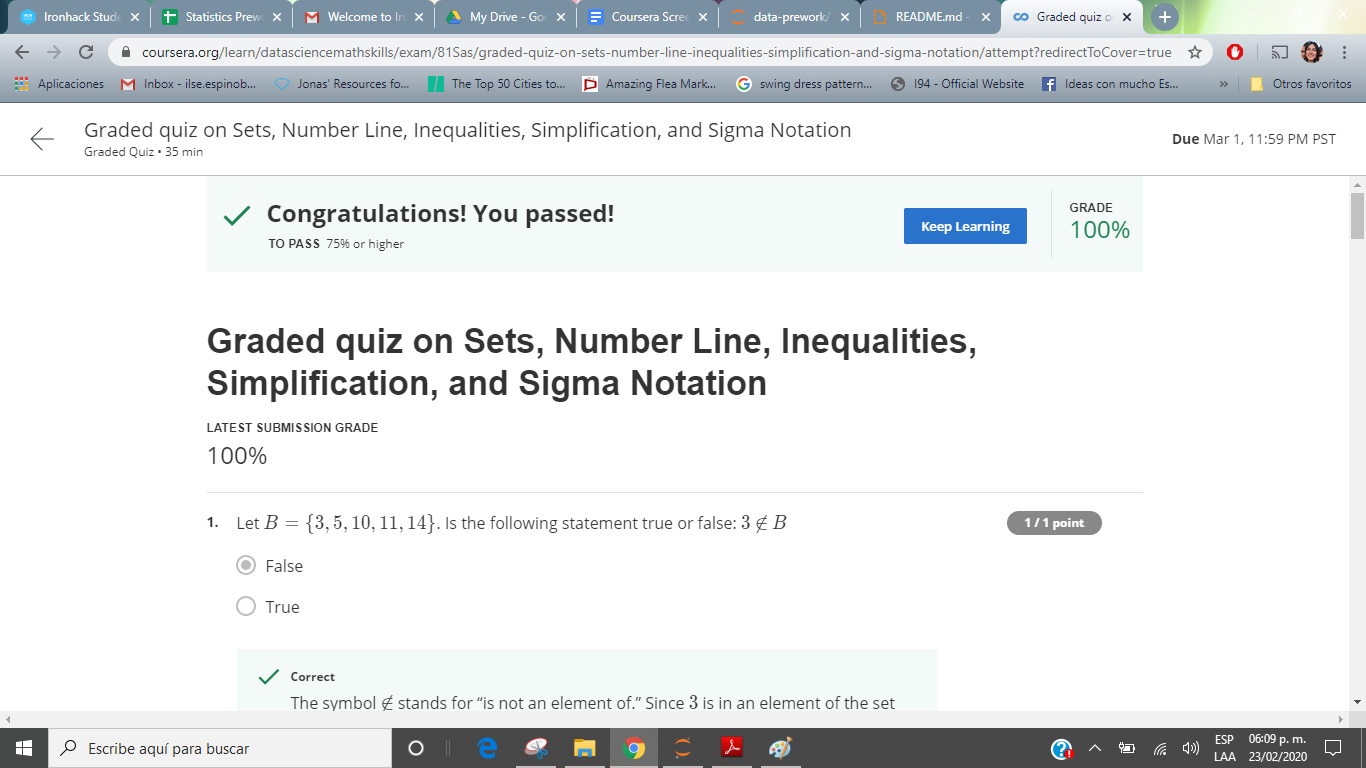 Ironhack Stude
Statistics Prew
Welcome to Iro
My Drive - Goo
Coursera Scree
data-prework/
README.md -
Graded quiz o
coursera.org/learn/datasciencemathskills/exam/81Sas/graded-quiz-on-sets-number-line-inequalities-simplification-and-sigma-notation/attempt?redirectToCover=true
Aplicaciones
Inbox - ilse.espinob...
Jonas' Resources fo...
The Top 50 Cities to...
Amazing Flea Mark...
swing dress pattern...
I94 - Official Website
Ideas con mucho Es...
»
Otros favoritos
Graded quiz on Sets, Number Line, Inequalities, Simplification, and Sigma Notation
Graded Quiz • 35 min
Due Mar 1, 11:59 PM PST
Congratulations! You passed!
TO PASS 75% or higher
Keep Learning
GRADE
100%
Graded quiz on Sets, Number Line, Inequalities,
Simplification, and Sigma Notation
LATEST SUBMISSION GRADE
100%
1. Let B = {3, 5, 10, 11, 14}. Is the following statement true or false: 3 ∉ B
1 / 1 point
False
True
Correct
The symbol ∉ stands for “is not an element of.” Since 3 is in an element of the set
Escribe aquí para buscar
ESP
LAA
06:09 p. m.
23/02/2020